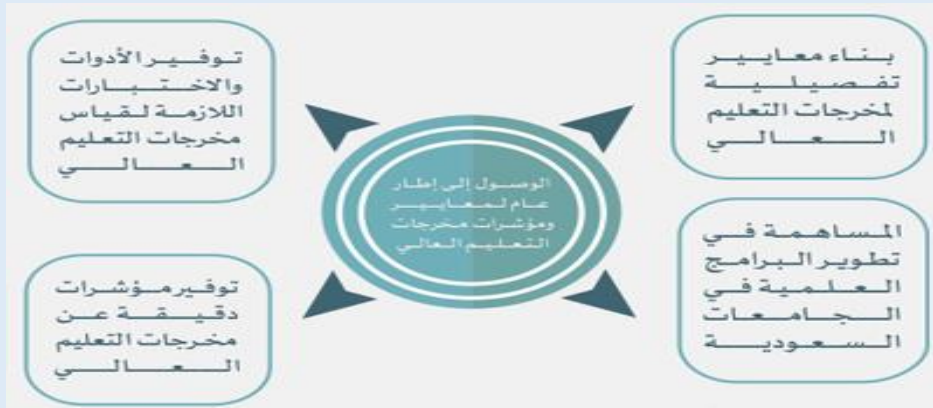 بناء معايير
تفصيلية
لمخرجات التعليم
العالي
توفير الأدوات
والاختبارات
اللازمة لقياس
مخرجات التعليم
العالي
الوصول إلى إطار
عام لمعايير
ومؤشرات مخرجات
التعليم العالي
المساهمة في
تطوير البرامج
العلمية في
الجامعات
السعودية
توفير مؤشرات
دقيقة عن
مخرجات التعليم
العالي